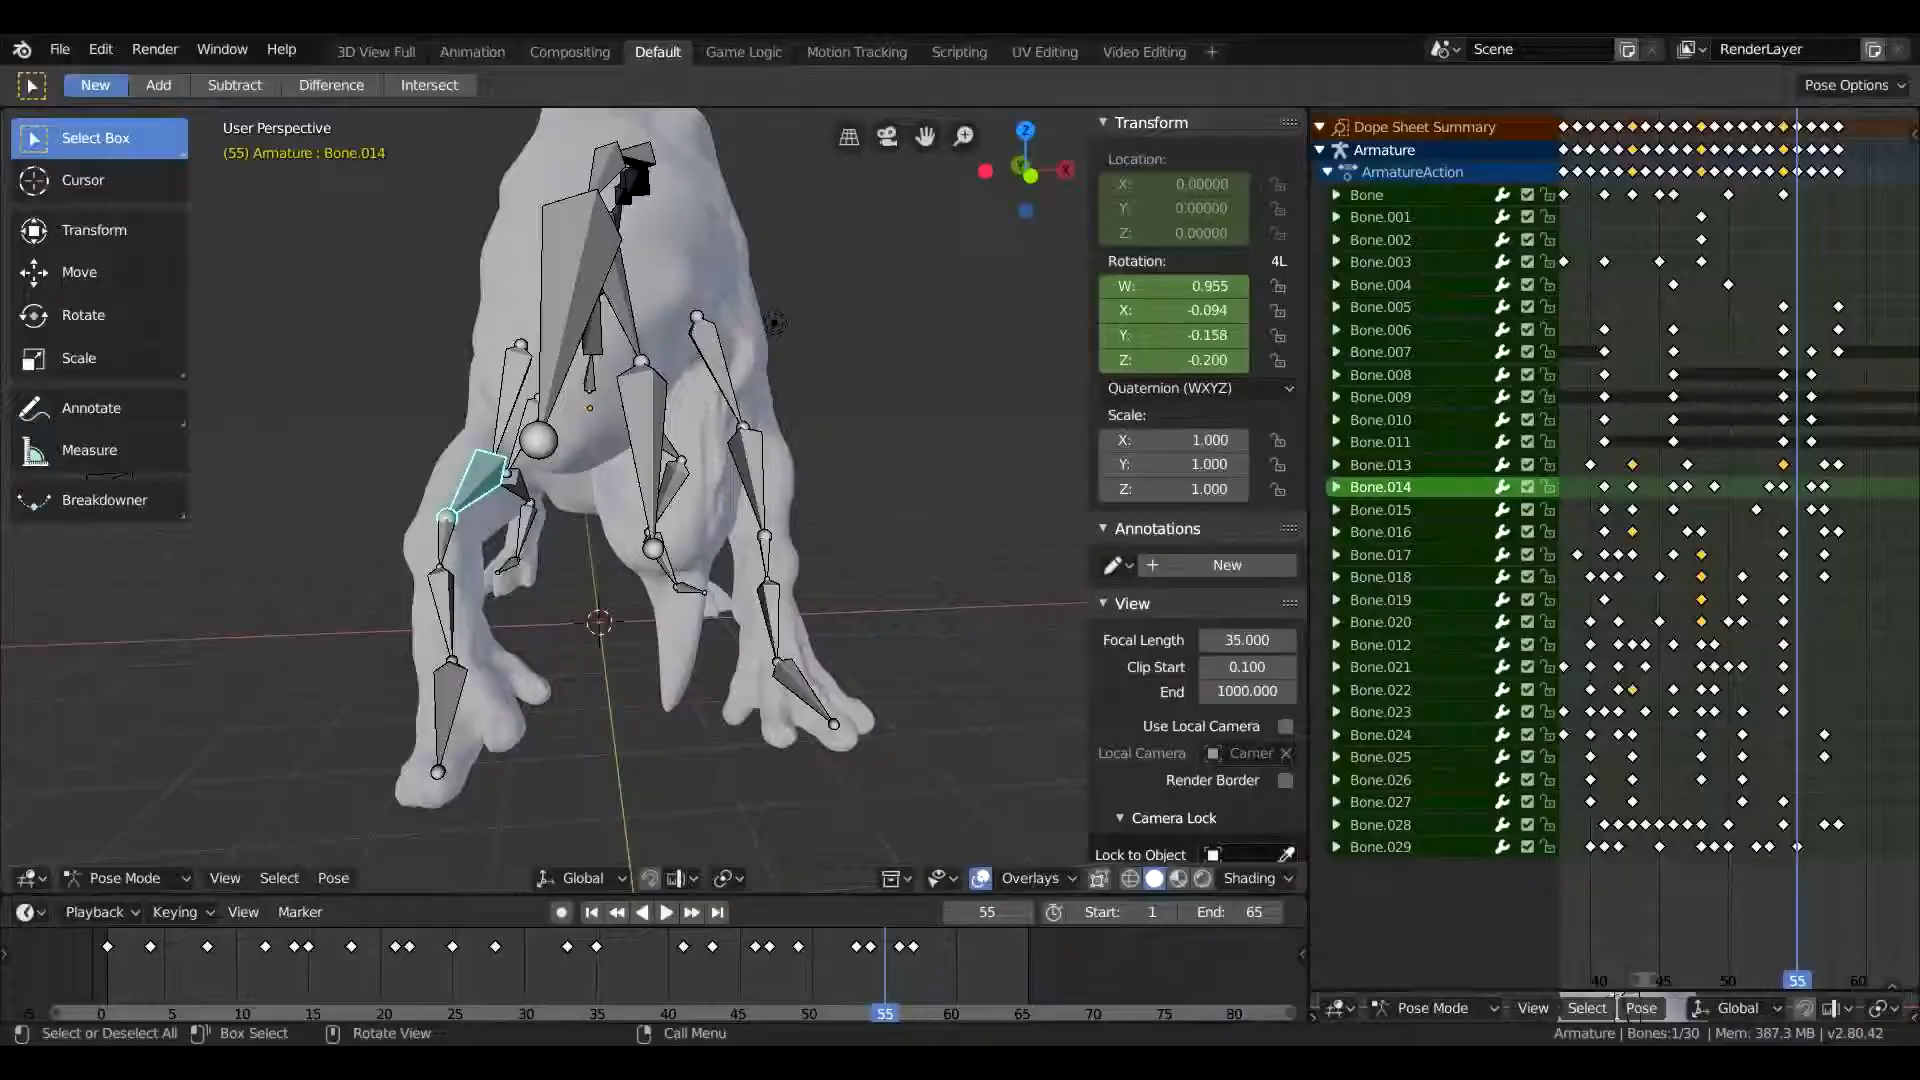 File Edit Render Window Help 3D View Full Animation Compositing Default Game Logic Motion Tracking Scripting UV Editing Video Editing + Scene RenderLayer
New Add Subtract Difference Intersect Pose Options
Select Box
Cursor
Transform
Move
Rotate
Scale
Annotate
Measure
Breakdowner
User Perspective
(55) Armature : Bone.014
Z
Y
X
Transform
Location:
X: 0.00000
Y: 0.00000
Z: 0.00000
Rotation: 4L
W: 0.955
X: -0.094
Y: -0.158
Z: -0.200
Quaternion (WXYZ)
Scale:
X: 1.000
Y: 1.000
Z: 1.000
Annotations
+ New
View
Focal Length 35.000
Clip Start 0.100
End 1000.000
Use Local Camera
Local Camera Camer
Render Border
Camera Lock
Lock to Object
Dope Sheet Summary
Armature
ArmatureAction
Bone
Bone.001
Bone.002
Bone.003
Bone.004
Bone.005
Bone.006
Bone.007
Bone.008
Bone.009
Bone.010
Bone.011
Bone.013
Bone.014
Bone.015
Bone.016
Bone.017
Bone.018
Bone.019
Bone.020
Bone.012
Bone.021
Bone.022
Bone.023
Bone.024
Bone.025
Bone.026
Bone.027
Bone.028
Bone.029
40 45 50 55 60
Pose Mode View Select Pose Global Overlays Shading
Playback Keying View Marker 55 Start: 1 End: 65
-5 0 5 10 15 20 25 30 35 40 45 50 55 60 65 70 75 80
Pose Mode View Select Pose Global
Select or Deselect All Box Select Rotate View Call Menu
Armature | Bones:1/30 | Mem: 387.3 MB | v2.80.42